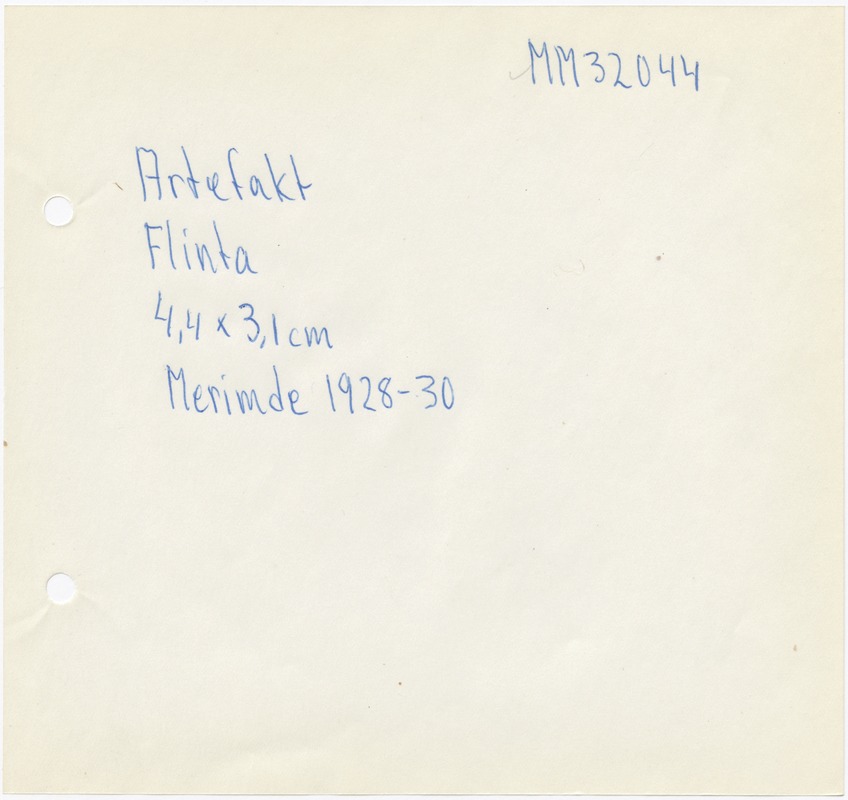 MM32044
Artefakt
Flinta
4,4 x 3,1 cm
Merimde 1928-30